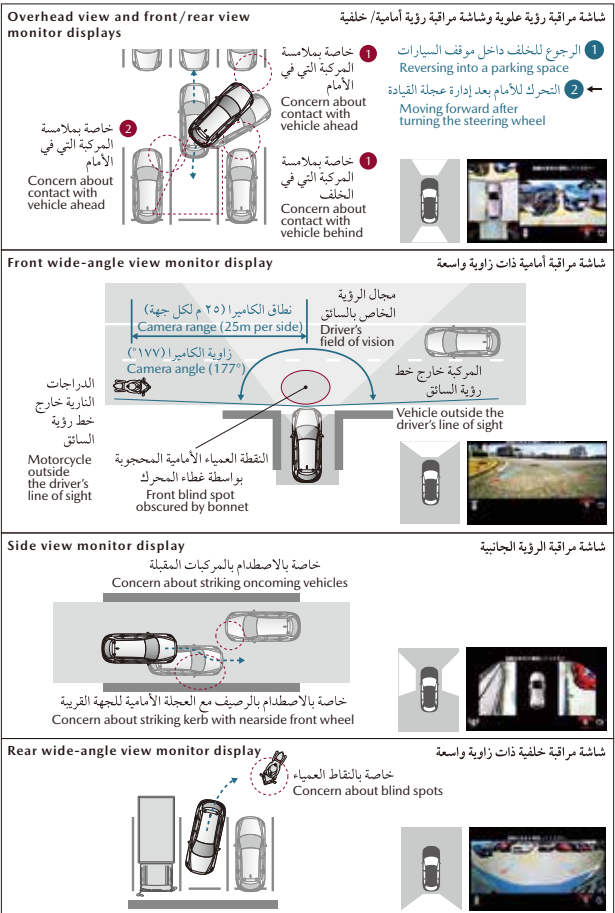 Overhead view and front/rear view
monitor displays
شاشة مراقبة رؤية علوية وشاشة مراقبة رؤية أمامية/ خلفية
1 الرجوع للخلف داخل موقف السيارات
Reversing into a parking space
2 التحرك للأمام بعد إدارة عجلة القيادة
Moving forward after
turning the steering wheel
1 خاصة بملامسة
المركبة التي في
الأمام
Concern about
contact with
vehicle ahead
2 خاصة بملامسة
المركبة التي في
الأمام
Concern about
contact with
vehicle ahead
1 خاصة بملامسة
المركبة التي في
الخلف
Concern about
contact with
vehicle behind
Front wide-angle view monitor display
شاشة مراقبة أمامية ذات زاوية واسعة
نطاق الكاميرا (٢٥ م لكل جهة)
Camera range (25m per side)
زاوية الكاميرا (١٧٧°)
Camera angle (177°)
مجال الرؤية
الخاص بالسائق
Driver's
field of vision
المركبة خارج خط
رؤية السائق
Vehicle outside the
driver's line of sight
الدراجات
النارية خارج
خط رؤية
السائق
Motorcycle
outside
the driver's
line of sight
النقطة العمياء الأمامية المحجوبة
بواسطة غطاء المحرك
Front blind spot
obscured by bonnet
Side view monitor display
شاشة مراقبة الرؤية الجانبية
خاصة بالاصطدام بالمركبات المقبلة
Concern about striking oncoming vehicles
خاصة بالاصطدام بالرصيف مع العجلة الأمامية للجهة القريبة
Concern about striking kerb with nearside front wheel
Rear wide-angle view monitor display
شاشة مراقبة خلفية ذات زاوية واسعة
خاصة بالنقاط العمياء
Concern about blind spots